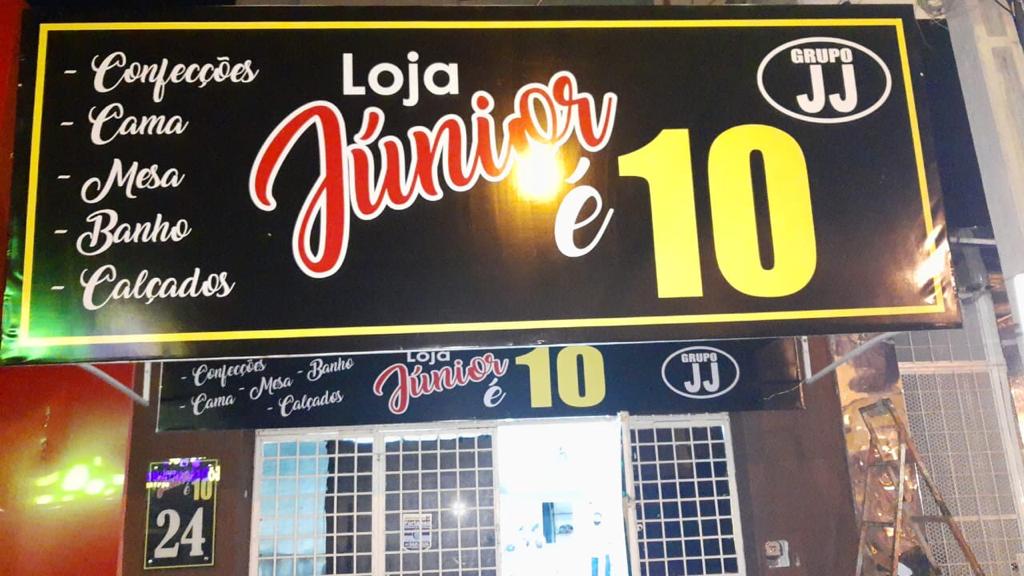 - Confecções
- Cama
- Mesa
- Banho
- Calçados
Loja
Júnior
é 10
GRUPO
JJ
- Confecções
- Mesa - Banho
- Cama
- Calçados
Loja
Júnior
é 10
GRUPO
JJ
é 10
24